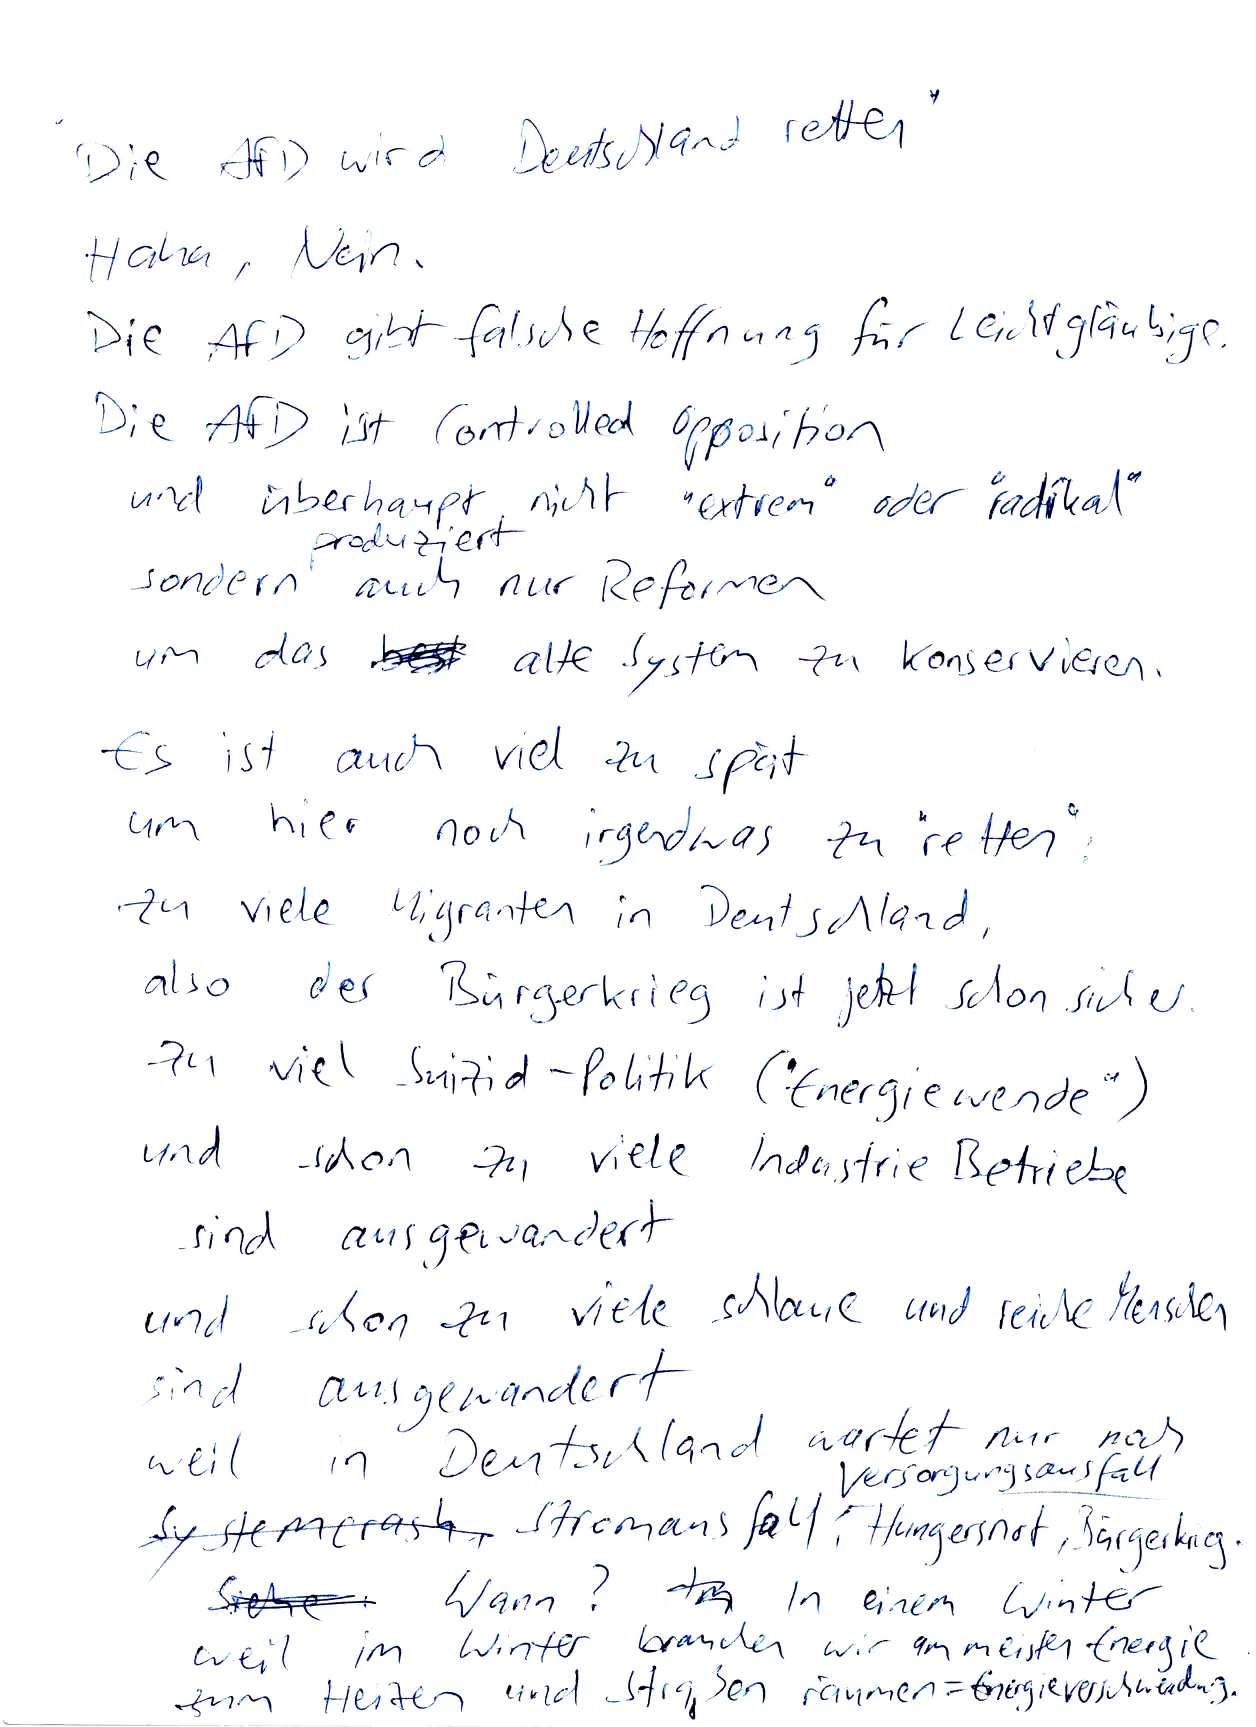 "Die AfD wird Deutschland retten"
Haha, Nein.
Die AfD gibt falsche Hoffnung für Leichtgläubige.
Die AfD ist Controlled Opposition
und überhaupt nicht "extrem" oder "radikal"
produziert
sondern auch nur Reformen
um das best alte System zu konservieren.
Es ist auch viel zu spät
um hier noch irgendwas zu "retten":
zu viele Migranten in Deutschland,
also der Bürgerkrieg ist jetzt schon sicher.
zu viel Suizid-Politik ("Energiewende")
und schon zu viele Industrie Betriebe
sind ausgewandert
und schon zu viele schlaue und reiche Menschen
sind ausgewandert
weil in Deutschland wartet nur noch
Versorgungsausfall
Systemcrash, Stromausfall, Hungersnot, Bürgerkrieg.
Siehe: Wann? In einem Winter
weil im Winter brauchen wir am meisten Energie
zum Heizen und Straßen räumen = Energieverschwendung.